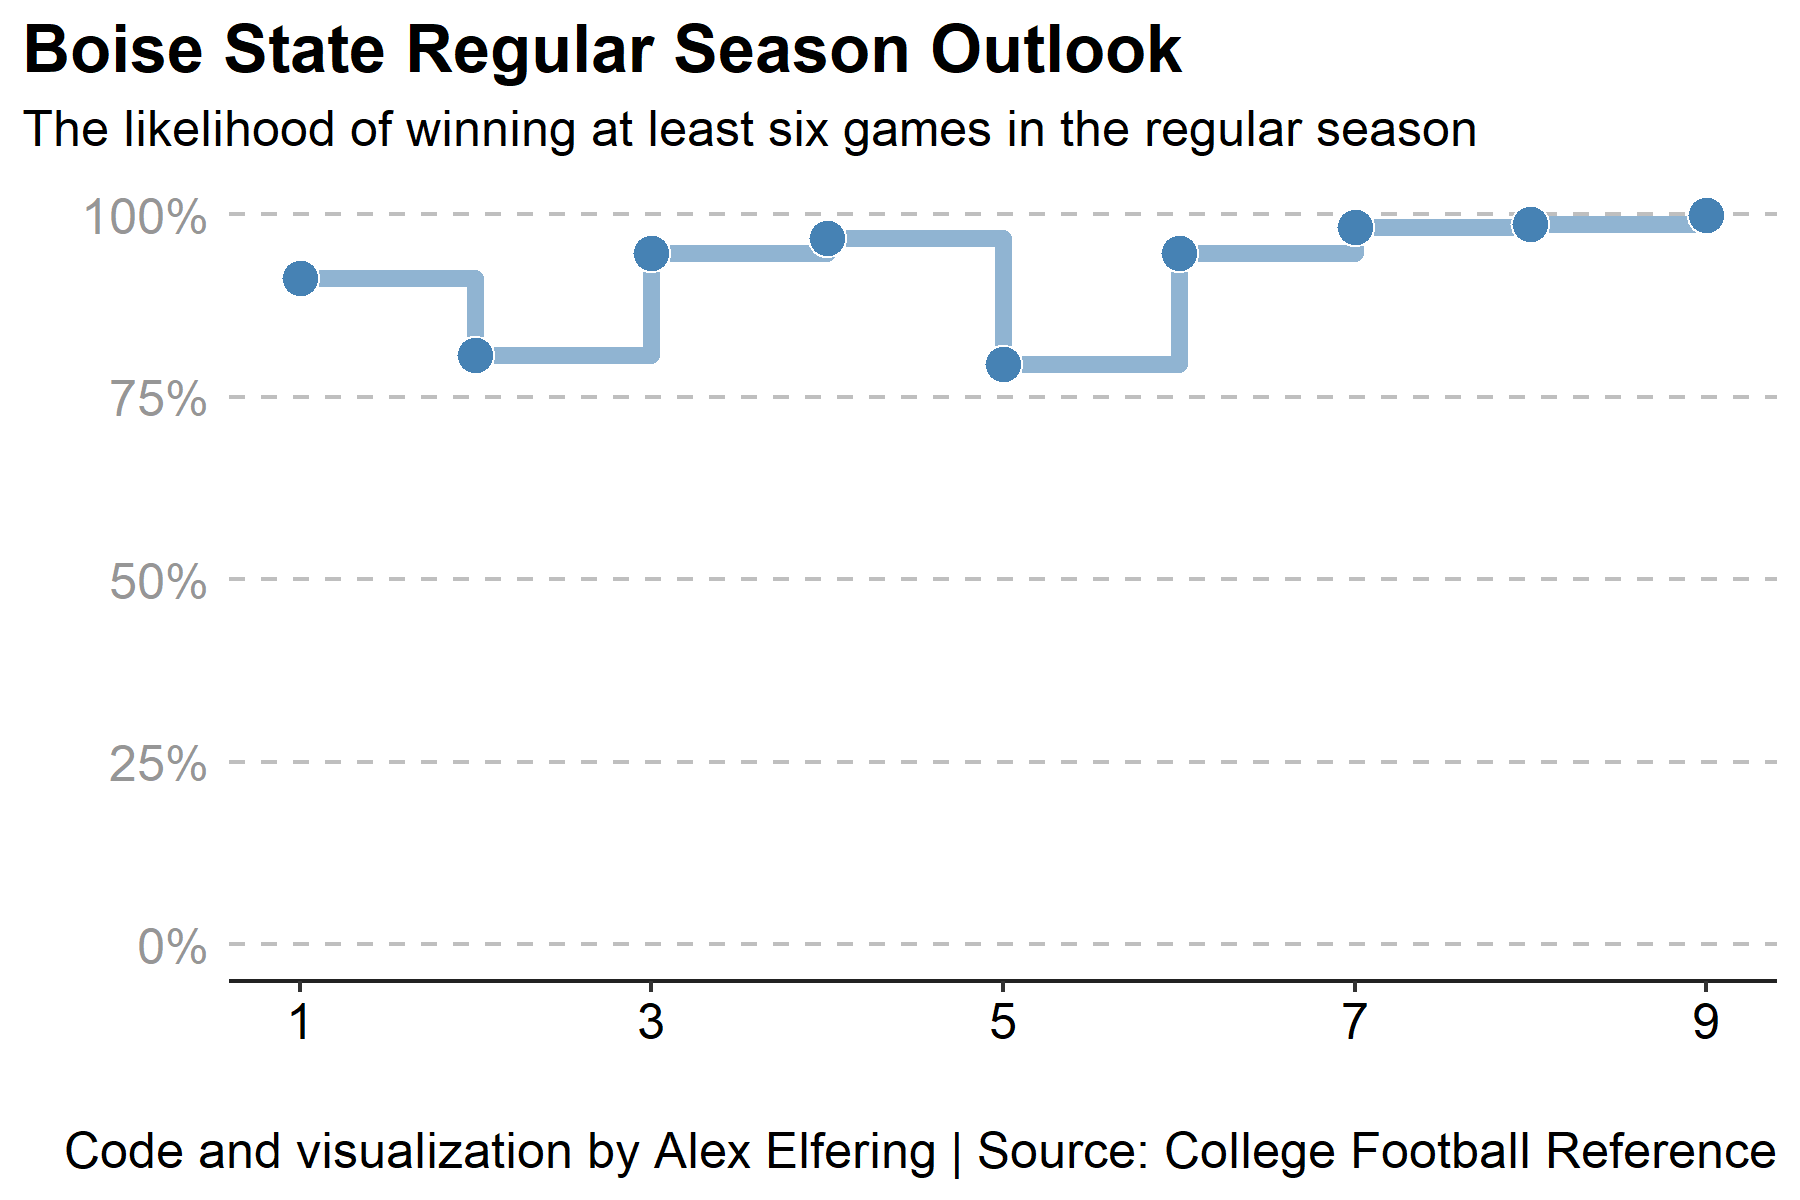 Boise State Regular Season Outlook
The likelihood of winning at least six games in the regular season
100%
75%
50%
25%
0%
1 3 5 7 9
Code and visualization by Alex Elfering | Source: College Football Reference